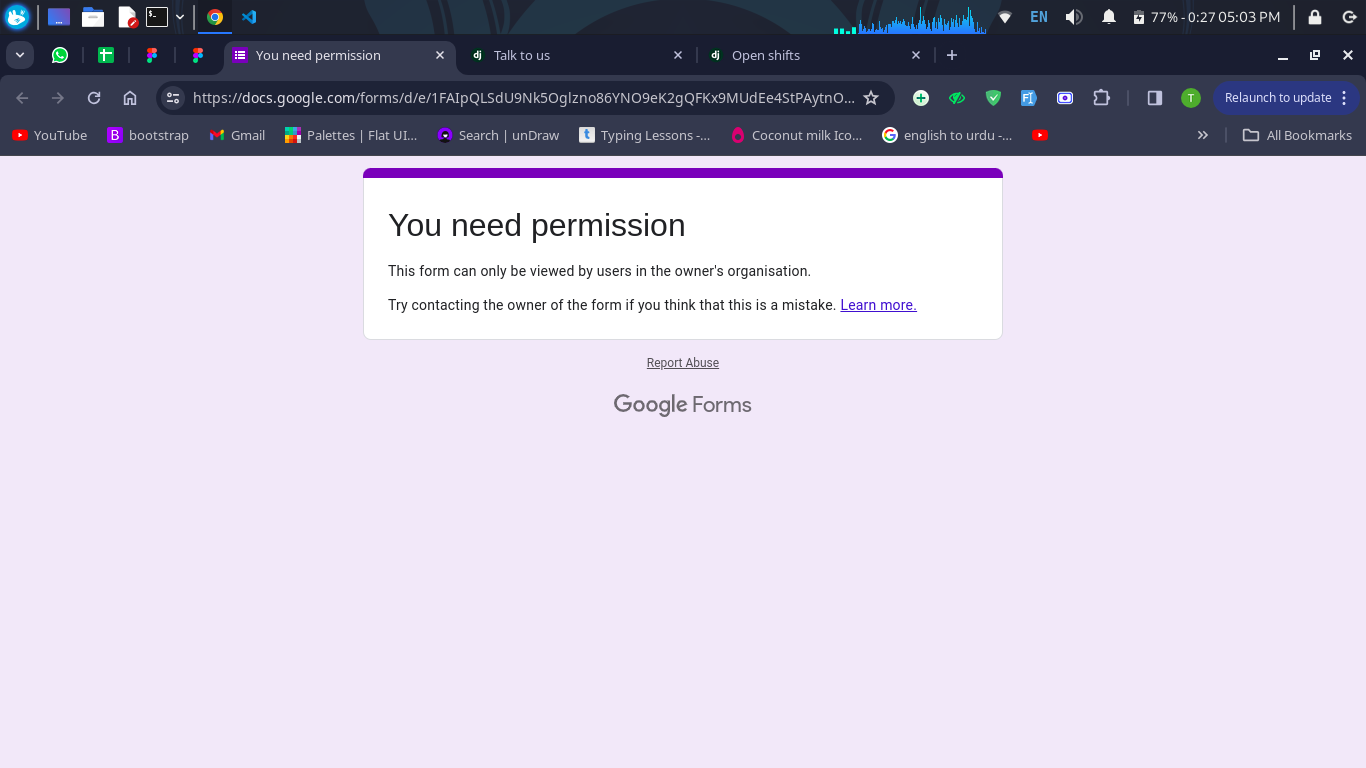 EN
77% - 0:27 05:03 PM
You need permission
dj
Talk to us
dj
Open shifts
https://docs.google.com/forms/d/e/1FAIpQLSdU9Nk5Oglzno86YNO9eK2gQFKx9MUdEe4StPAytnO...
T
Relaunch to update
YouTube
B
bootstrap
Gmail
Palettes | Flat UI...
Search | unDraw
t
Typing Lessons -...
Coconut milk Ico...
english to urdu -...
All Bookmarks
You need permission
This form can only be viewed by users in the owner's organisation.
Try contacting the owner of the form if you think that this is a mistake. Learn more.
Report Abuse
Google Forms